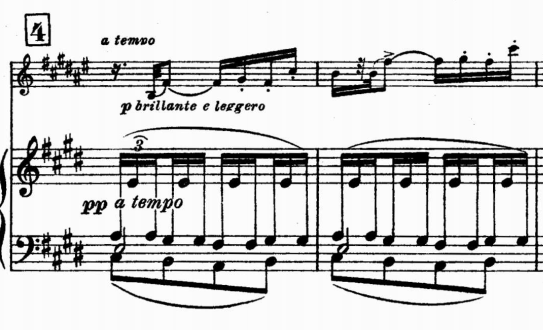 4
a tempo
p brillante e leggero
3
pp a tempo